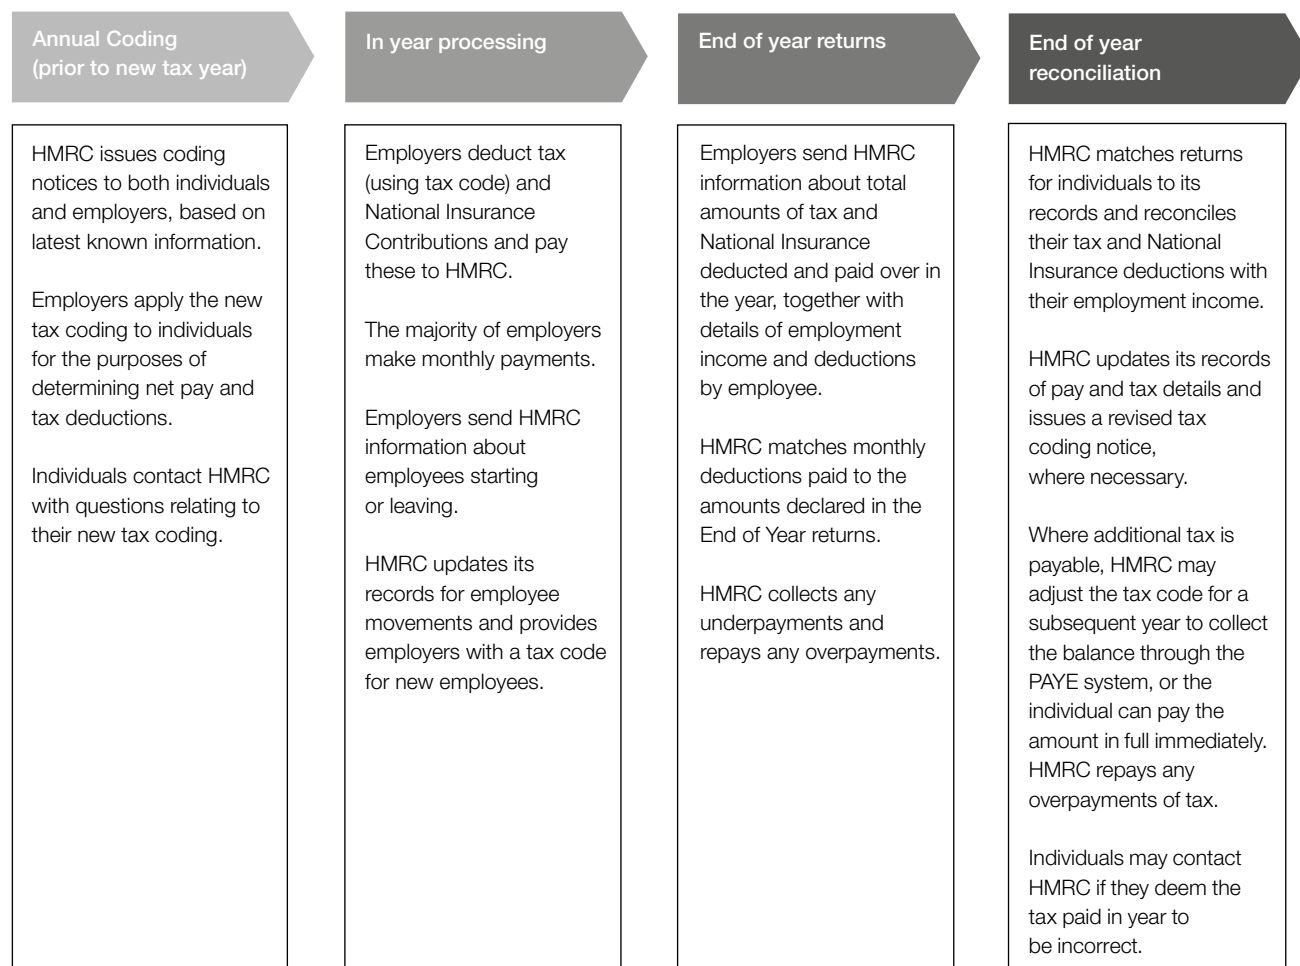 Annual Coding
(prior to new tax year)
HMRC issues coding
notices to both individuals
and employers, based on
latest known information.
Employers apply the new
tax coding to individuals
for the purposes of
determining net pay and
tax deductions.
Individuals contact HMRC
with questions relating to
their new tax coding.
In year processing
Employers deduct tax
(using tax code) and
National Insurance
Contributions and pay
these to HMRC.
The majority of employers
make monthly payments.
Employers send HMRC
information about
employees starting
or leaving.
HMRC updates its
records for employee
movements and provides
employers with a tax code
for new employees.
End of year returns
Employers send HMRC
information about total
amounts of tax and
National Insurance
deducted and paid over in
the year, together with
details of employment
income and deductions
by employee.
HMRC matches monthly
deductions paid to the
amounts declared in the
End of Year returns.
HMRC collects any
underpayments and
repays any overpayments.
End of year
reconciliation
HMRC matches returns
for individuals to its
records and reconciles
their tax and National
Insurance deductions with
their employment income.
HMRC updates its records
of pay and tax details and
issues a revised tax
coding notice,
where necessary.
Where additional tax is
payable, HMRC may
adjust the tax code for a
subsequent year to collect
the balance through the
PAYE system, or the
individual can pay the
amount in full immediately.
HMRC repays any
overpayments of tax.
Individuals may contact
HMRC if they deem the
tax paid in year to
be incorrect.